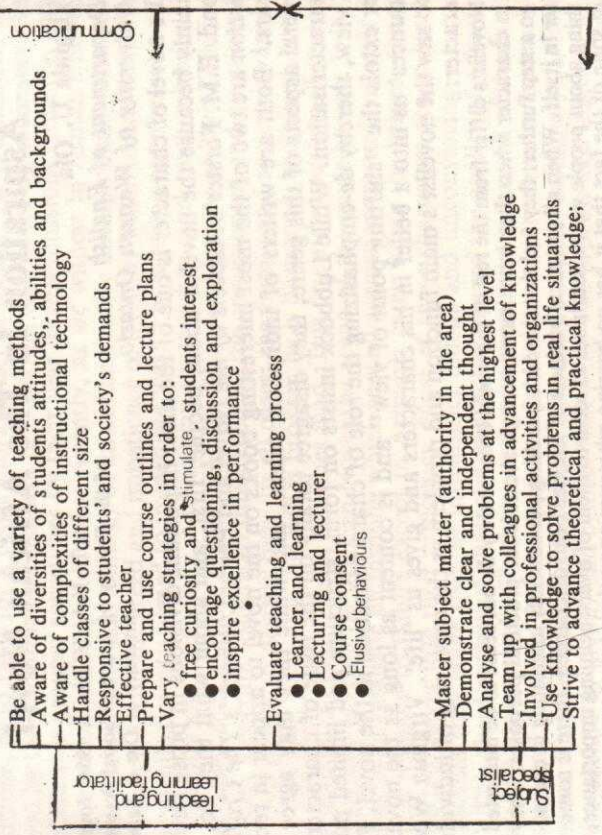 Communication
Teaching and
Learning facilitator
Be able to use a variety of teaching methods
Aware of diversities of students attitudes, abilities and backgrounds
Aware of complexities of instructional technology
Handle classes of different size
Responsive to students' and society's demands
Effective teacher
Prepare and use course outlines and lecture plans
Vary teaching strategies in order to:
● free curiosity and stimulate students interest
● encourage questioning, discussion and exploration
● inspire excellence in performance
Evaluate teaching and learning process
● Learner and learning
● Lecturing and lecturer
● Course consent
● Elusive behaviours
Subject
specialist
Master subject matter (authority in the area)
Demonstrate clear and independent thought
Analyse and solve problems at the highest level
Team up with colleagues in advancement of knowledge
Involved in professional activities and organizations
Use knowledge to solve problems in real life situations
Strive to advance theoretical and practical knowledge;